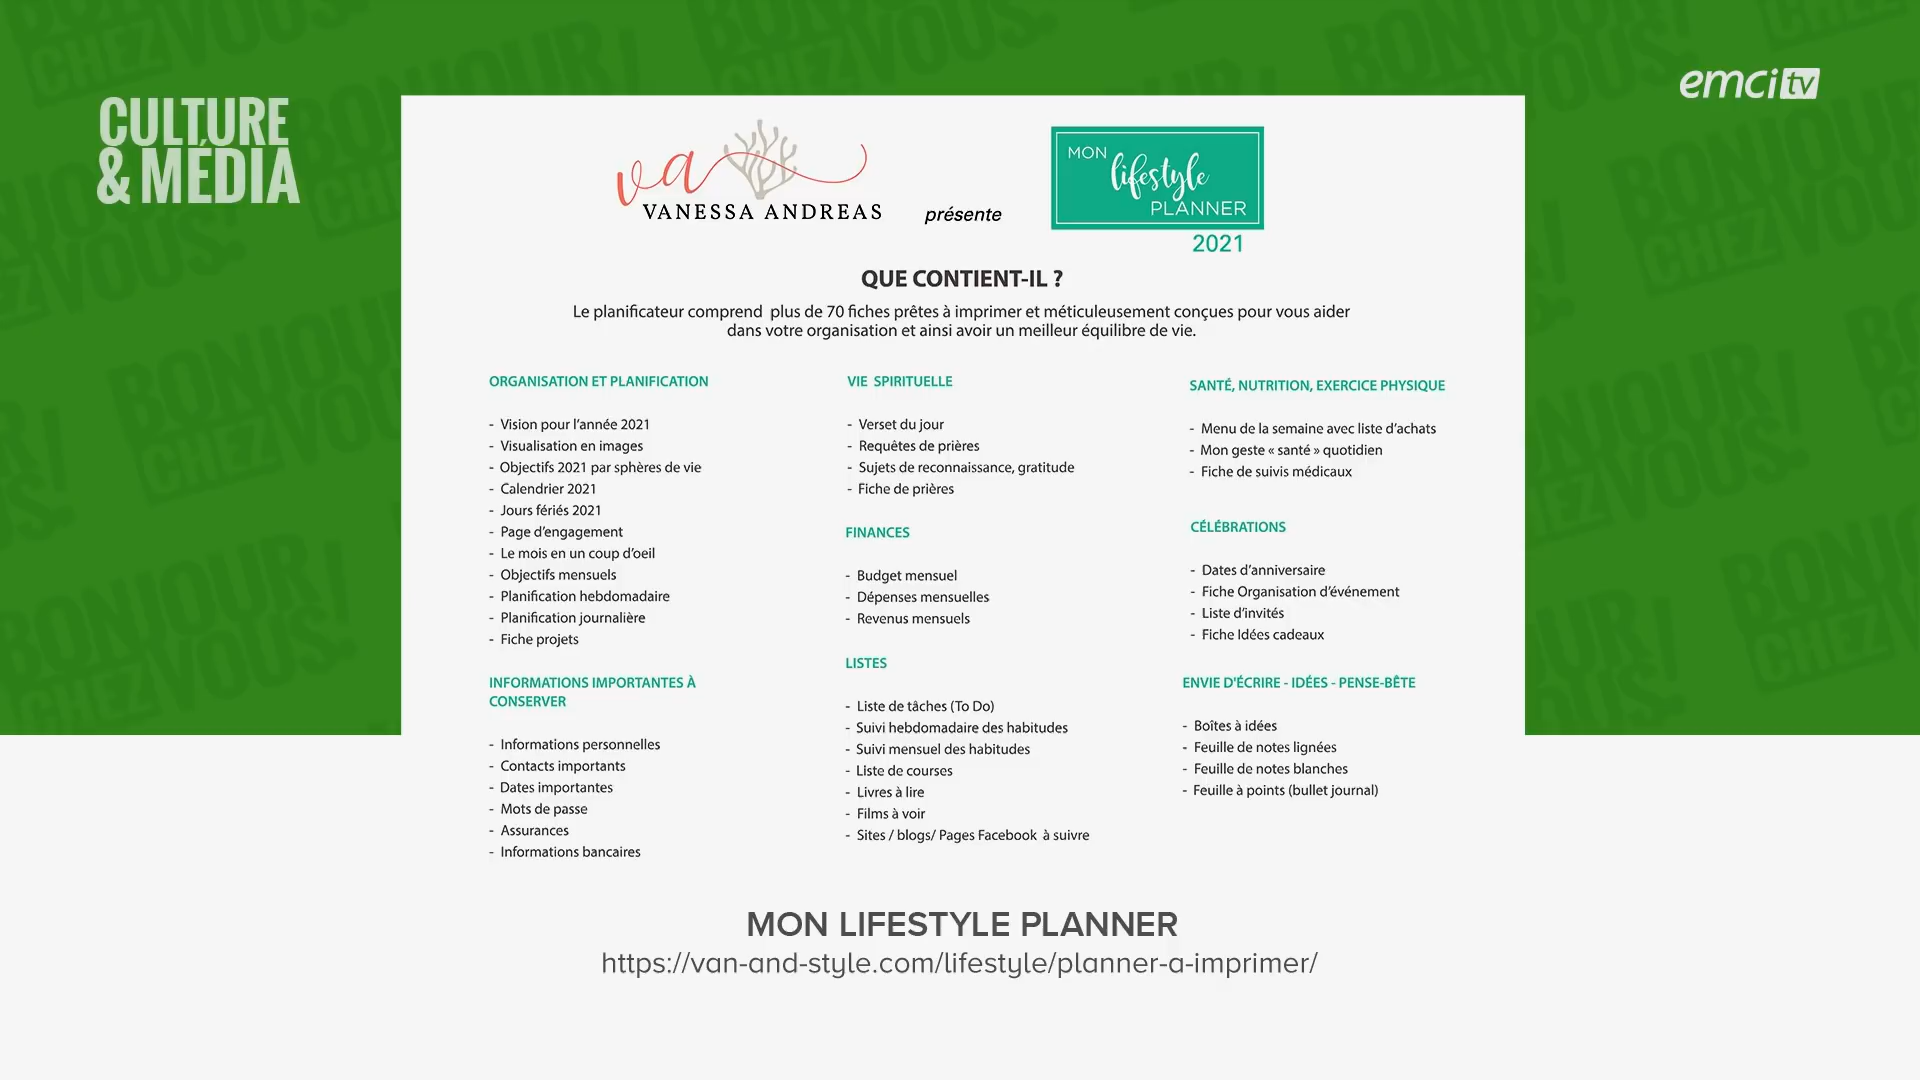 CULTURE
& MÉDIA
emci tv
va
VANESSA ANDREAS
présente
MON lifestyle PLANNER
2021
QUE CONTIENT-IL ?
Le planificateur comprend plus de 70 fiches prêtes à imprimer et méticuleusement conçues pour vous aider
dans votre organisation et ainsi avoir un meilleur équilibre de vie.
ORGANISATION ET PLANIFICATION
- Vision pour l'année 2021
- Visualisation en images
- Objectifs 2021 par sphères de vie
- Calendrier 2021
- Jours fériés 2021
- Page d'engagement
- Le mois en un coup d'oeil
- Objectifs mensuels
- Planification hebdomadaire
- Planification journalière
- Fiche projets
INFORMATIONS IMPORTANTES À
CONSERVER
- Informations personnelles
- Contacts importants
- Dates importantes
- Mots de passe
- Assurances
- Informations bancaires
VIE SPIRITUELLE
- Verset du jour
- Requêtes de prières
- Sujets de reconnaissance, gratitude
- Fiche de prières
FINANCES
- Budget mensuel
- Dépenses mensuelles
- Revenus mensuels
LISTES
- Liste de tâches (To Do)
- Suivi hebdomadaire des habitudes
- Suivi mensuel des habitudes
- Liste de courses
- Livres à lire
- Films à voir
- Sites / blogs/ Pages Facebook à suivre
SANTÉ, NUTRITION, EXERCICE PHYSIQUE
- Menu de la semaine avec liste d'achats
- Mon geste « santé » quotidien
- Fiche de suivis médicaux
CÉLÉBRATIONS
- Dates d'anniversaire
- Fiche Organisation d'événement
- Liste d'invités
- Fiche Idées cadeaux
ENVIE D'ÉCRIRE - IDÉES - PENSE-BÊTE
- Boîtes à idées
- Feuille de notes lignées
- Feuille de notes blanches
- Feuille à points (bullet journal)
MON LIFESTYLE PLANNER
https://van-and-style.com/lifestyle/planner-a-imprimer/
BONJOUR!
CHEZ VOUS.